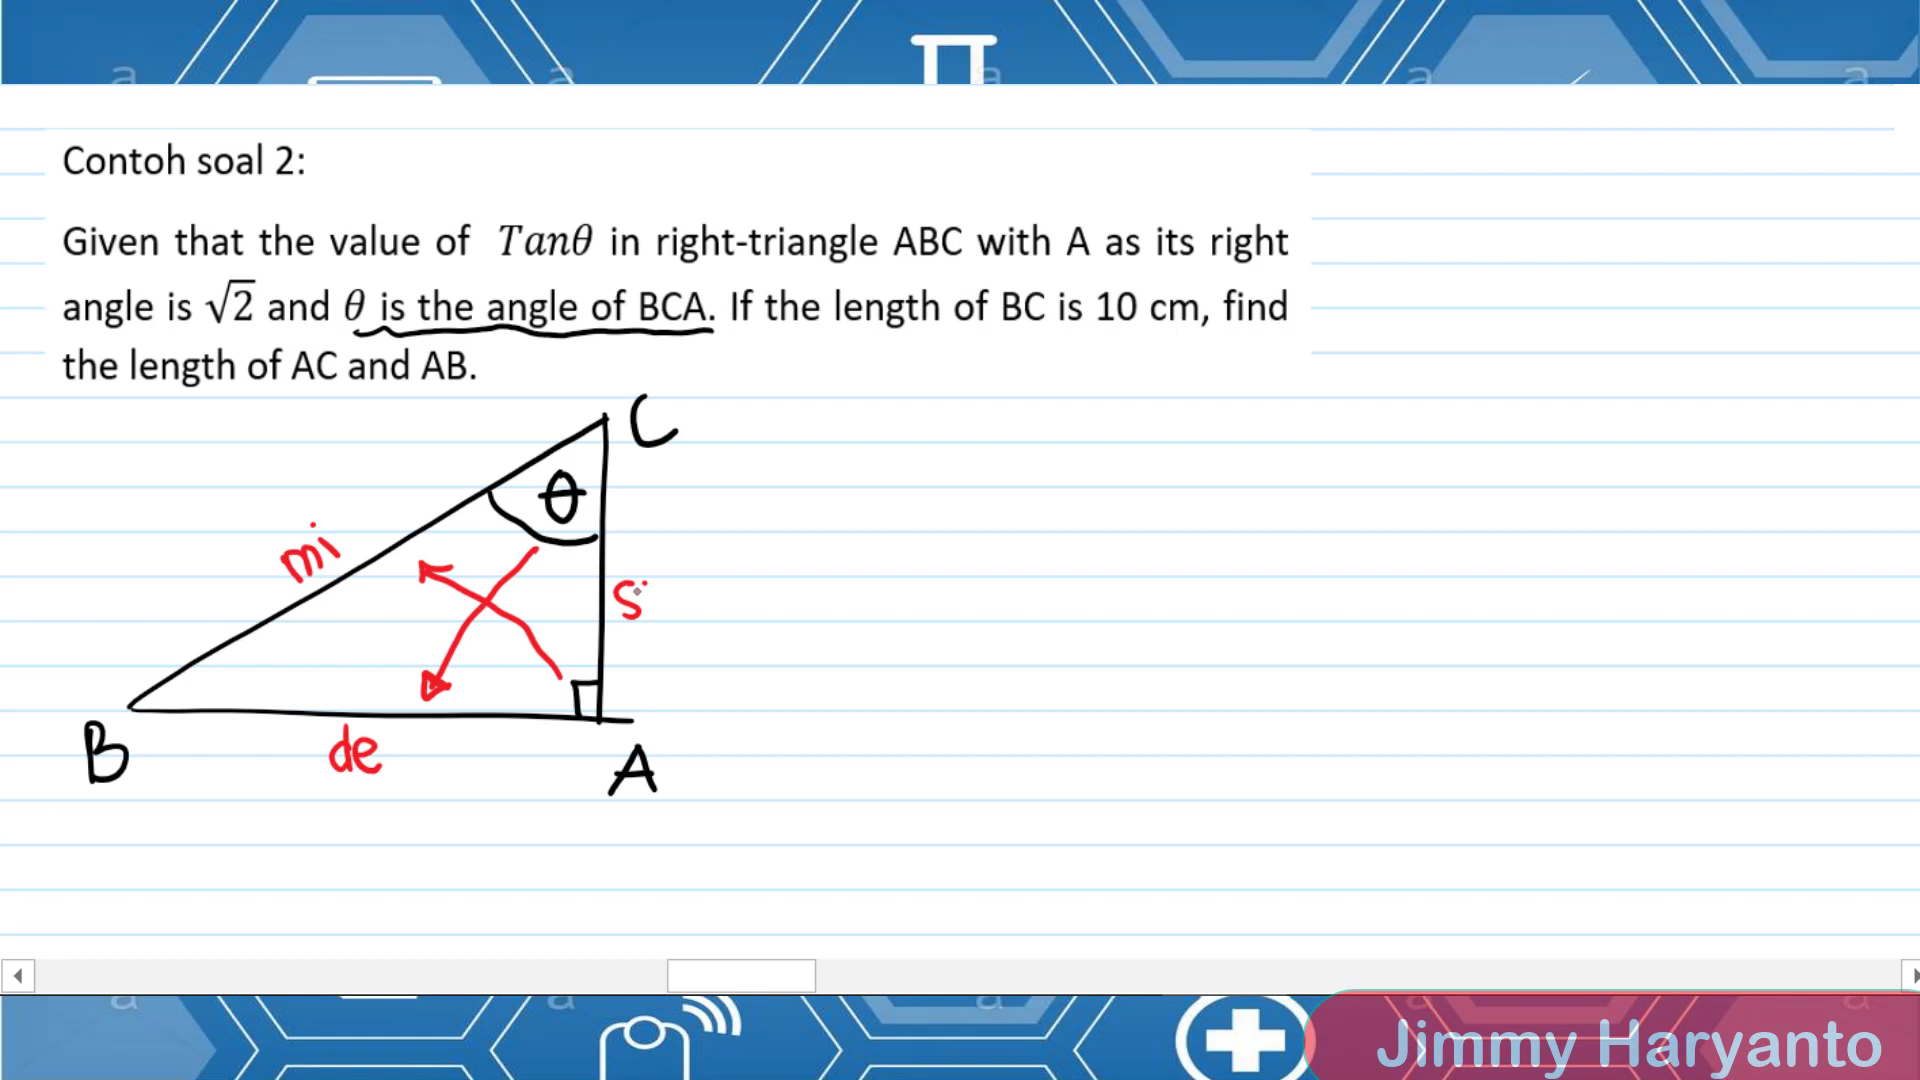 Contoh soal 2:
Given that the value of Tanθ in right-triangle ABC with A as its right
angle is √2 and θ is the angle of BCA. If the length of BC is 10 cm, find
the length of AC and AB.
C
θ
mi
s
B
de
A
Jimmy Haryanto